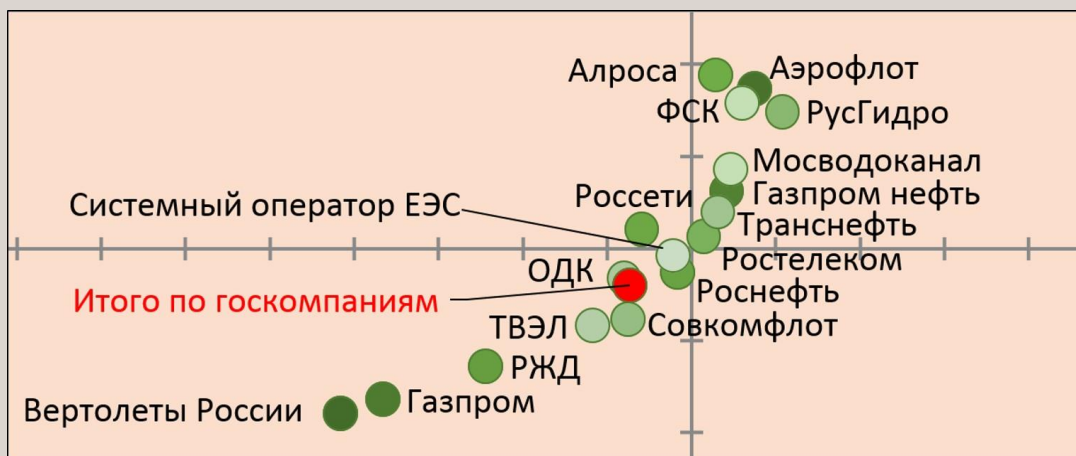 Алроса
Аэрофлот
ФСК
РусГидро
Мосводоканал
Россети
Газпром нефть
Системный оператор ЕЭС
Транснефть
Ростелеком
ОДК
Роснефть
Итого по госкомпаниям
ТВЭЛ
Совкомфлот
РЖД
Газпром
Вертолеты России